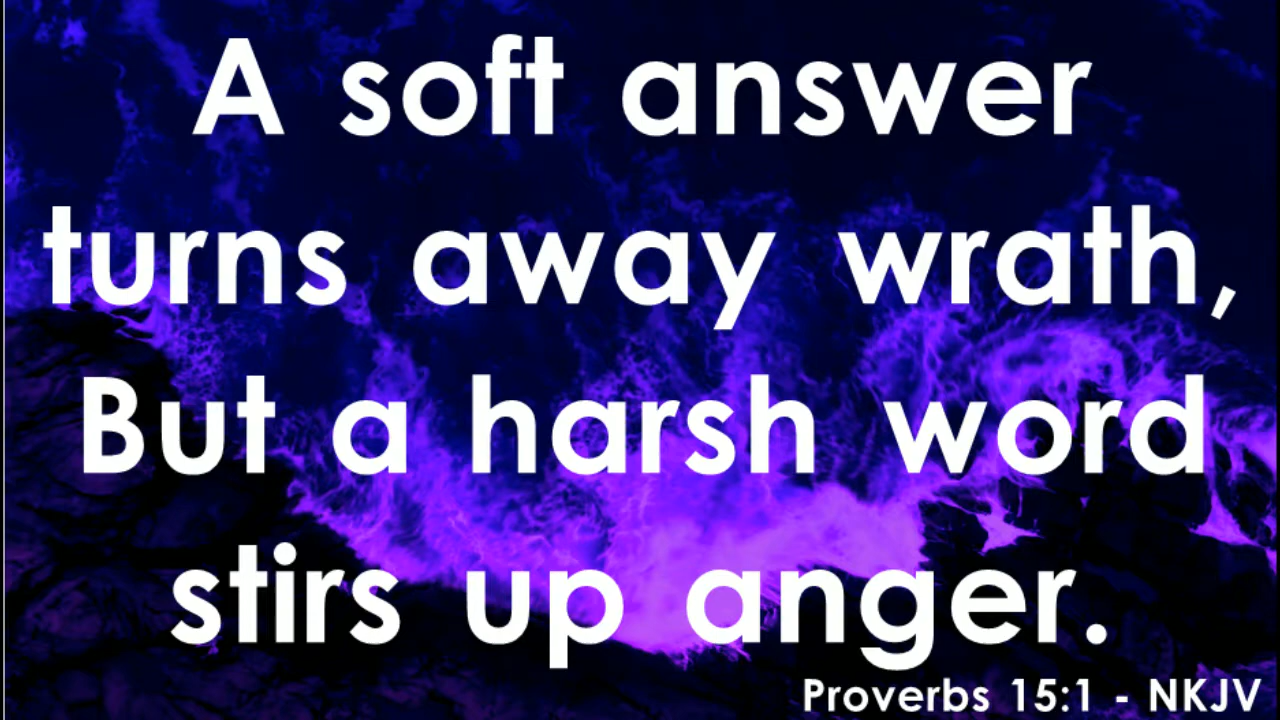 A soft answer
turns away wrath,
But a harsh word
stirs up anger.
Proverbs 15:1 - NKJV